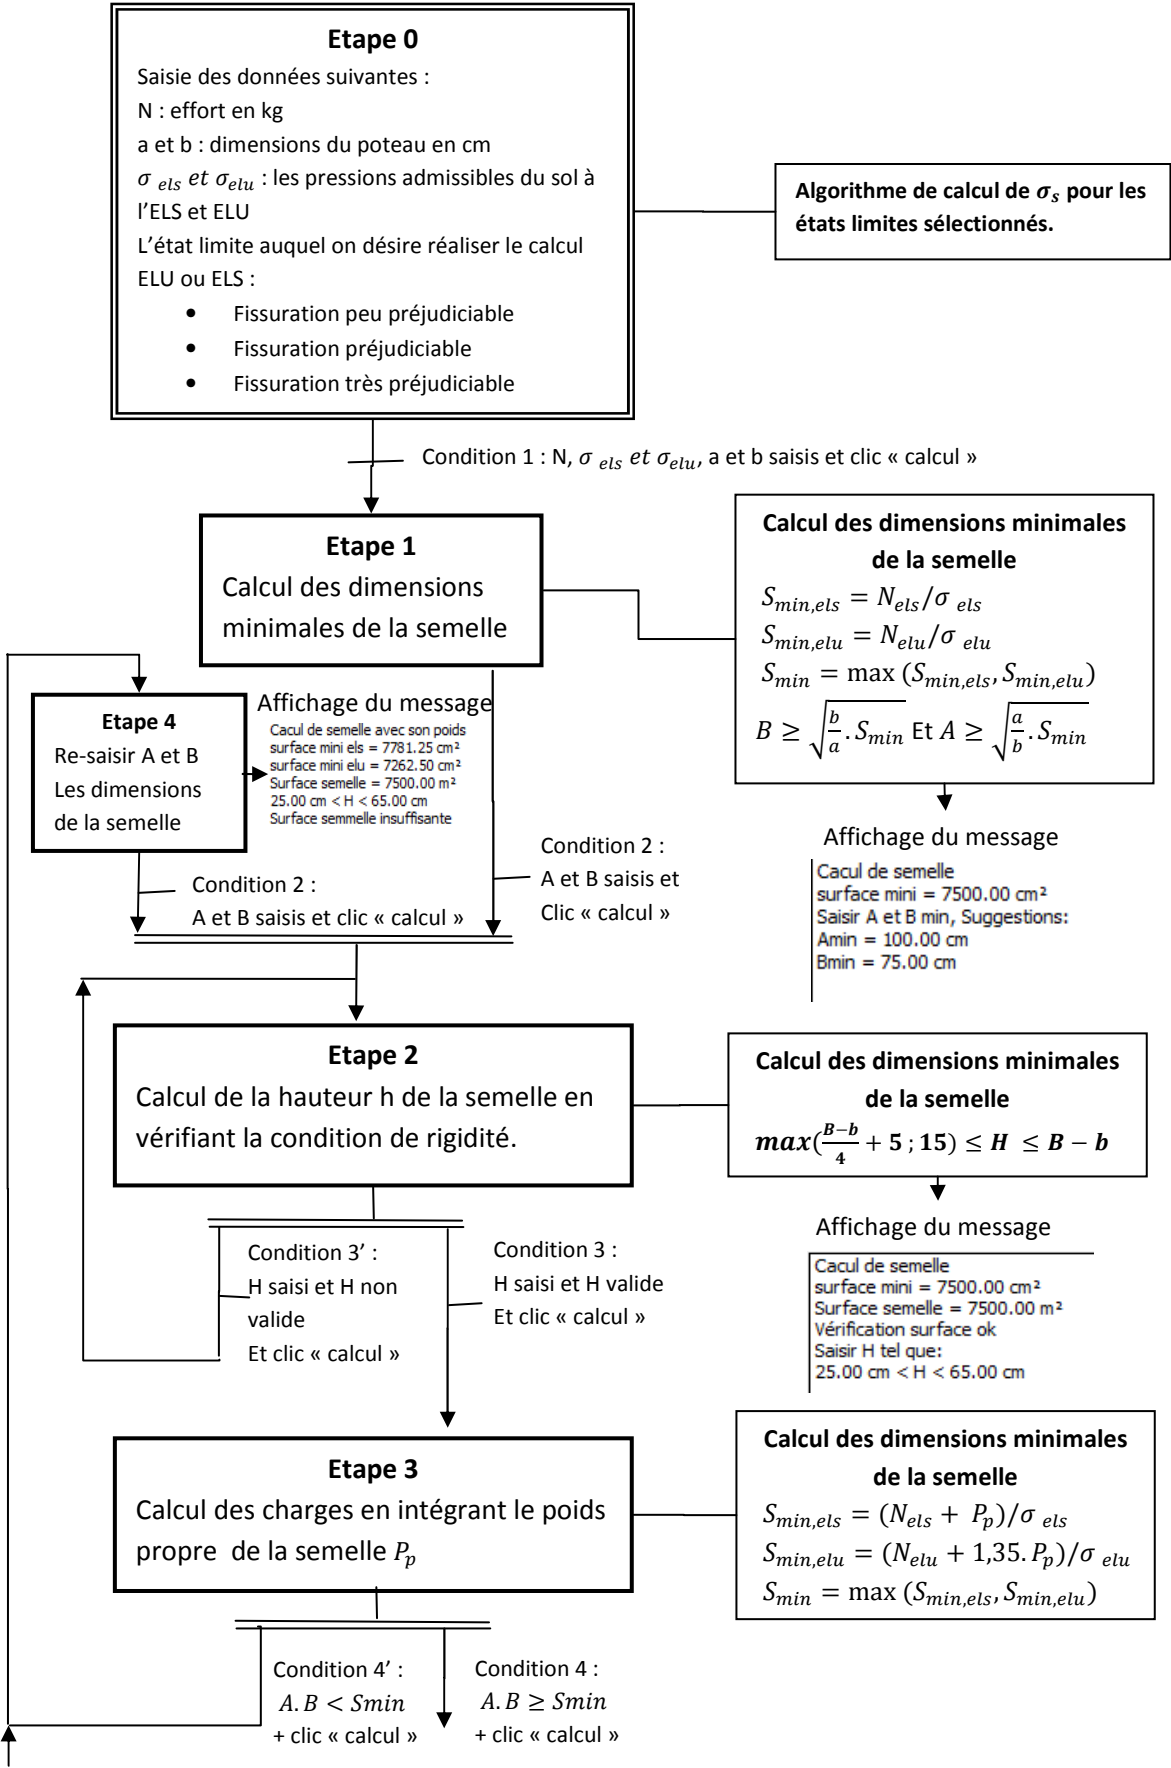 Etape 0
Saisie des données suivantes :
N : effort en kg
a et b : dimensions du poteau en cm
σ els et σelu : les pressions admissibles du sol à
l’ELS et ELU
L’état limite auquel on désire réaliser le calcul
ELU ou ELS :
• Fissuration peu préjudiciable
• Fissuration préjudiciable
• Fissuration très préjudiciable
Algorithme de calcul de σs pour les
états limites sélectionnés.
Condition 1 : N, σ els et σelu, a et b saisis et clic « calcul »
Etape 1
Calcul des dimensions
minimales de la semelle
Calcul des dimensions minimales
de la semelle
Smin,els = Nels/σ els
Smin,elu = Nelu/σ elu
Smin = max (Smin,els, Smin,elu)
B ≥ √(b/a . Smin) Et A ≥ √(a/b . Smin)
Etape 4
Re-saisir A et B
Les dimensions
de la semelle
Affichage du message
Cacul de semelle avec son poids
surface mini els = 7781.25 cm²
surface mini elu = 7262.50 cm²
Surface semelle = 7500.00 m²
25.00 cm < H < 65.00 cm
Surface semmelle insuffisante
Affichage du message
Cacul de semelle
surface mini = 7500.00 cm²
Saisir A et B min, Suggestions:
Amin = 100.00 cm
Bmin = 75.00 cm
Condition 2 :
A et B saisis et clic « calcul »
Condition 2 :
A et B saisis et
Clic « calcul »
Etape 2
Calcul de la hauteur h de la semelle en
vérifiant la condition de rigidité.
Calcul des dimensions minimales
de la semelle
max((B−b)/4 + 5 ; 15) ≤ H ≤ B − b
Affichage du message
Cacul de semelle
surface mini = 7500.00 cm²
Surface semelle = 7500.00 m²
Vérification surface ok
Saisir H tel que:
25.00 cm < H < 65.00 cm
Condition 3’ :
H saisi et H non
valide
Et clic « calcul »
Condition 3 :
H saisi et H valide
Et clic « calcul »
Etape 3
Calcul des charges en intégrant le poids
propre de la semelle Pp
Calcul des dimensions minimales
de la semelle
Smin,els = (Nels + Pp)/σ els
Smin,elu = (Nelu + 1,35. Pp)/σ elu
Smin = max (Smin,els, Smin,elu)
Condition 4’ :
A. B < Smin
+ clic « calcul »
Condition 4 :
A. B ≥ Smin
+ clic « calcul »